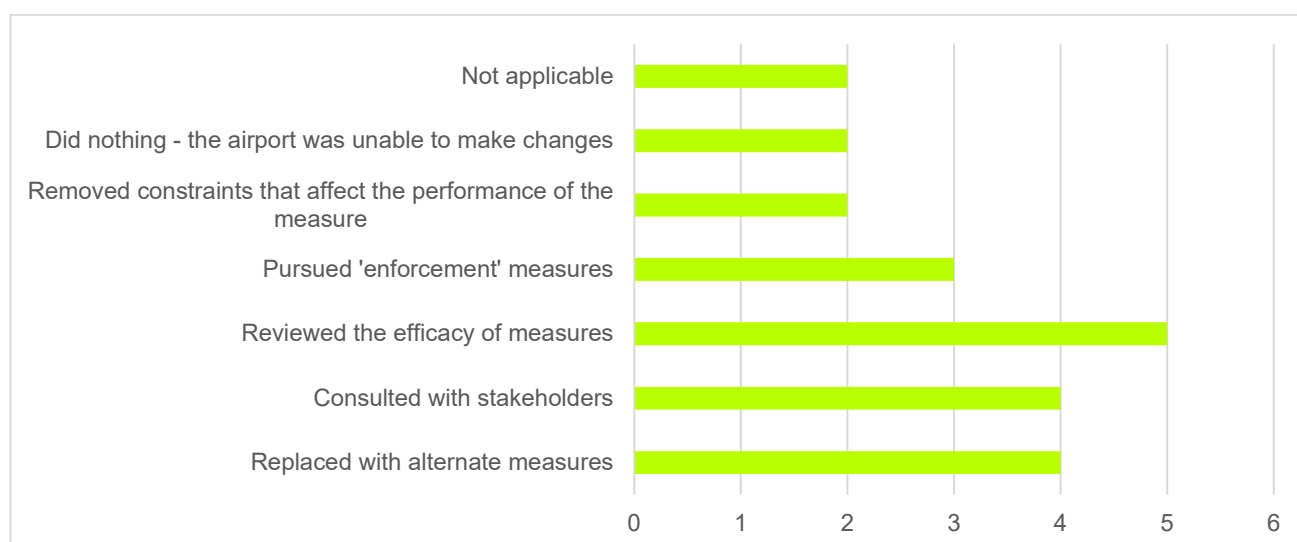 Not applicable
Did nothing - the airport was unable to make changes
Removed constraints that affect the performance of the
measure
Pursued 'enforcement' measures
Reviewed the efficacy of measures
Consulted with stakeholders
Replaced with alternate measures
0 1 2 3 4 5 6